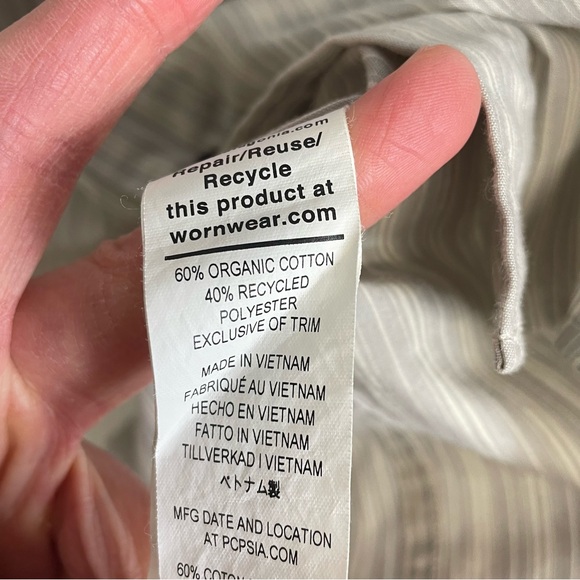 Repair/Reuse/
Recycle
this product at
wornwear.com
60% ORGANIC COTTON
40% RECYCLED
POLYESTER
EXCLUSIVE OF TRIM
MADE IN VIETNAM
FABRIQUÉ AU VIETNAM
HECHO EN VIETNAM
FATTO IN VIETNAM
TILLVERKAD I VIETNAM
ベトナム製
MFG DATE AND LOCATION
AT PCPSIA.COM
60%